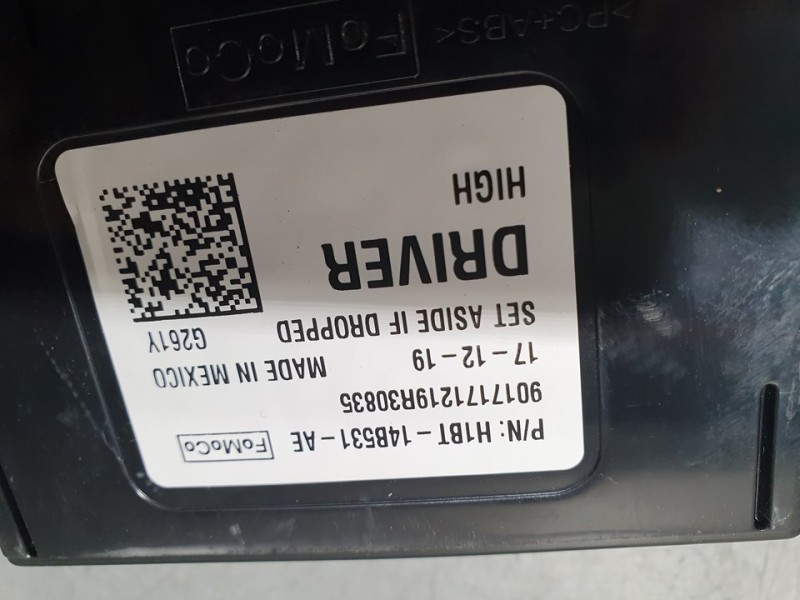 P/N: H1BT-14B531-AE FoMoCo
9017171219R30835
17-12-19 MADE IN MEXICO
SET ASIDE IF DROPPED G261Y
DRIVER
HIGH
FoMoCo
>PC+ABS<